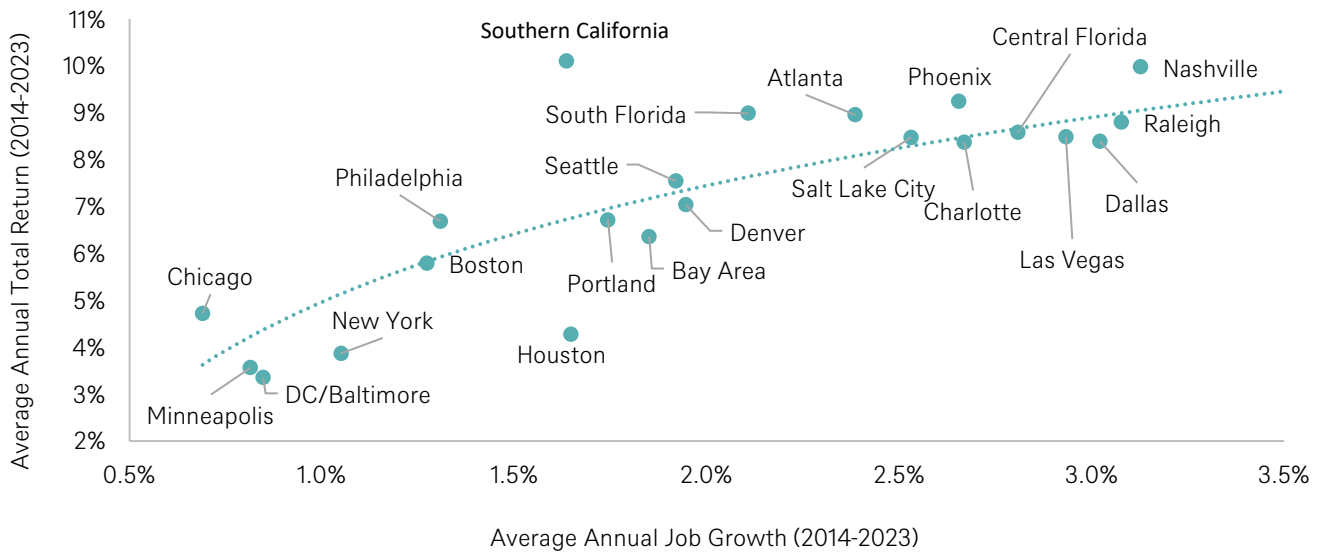 Average Annual Total Return (2014-2023)
11%
10%
9%
8%
7%
6%
5%
4%
3%
2%
Southern California
Central Florida
Nashville
Atlanta
Phoenix
South Florida
Raleigh
Seattle
Salt Lake City
Philadelphia
Charlotte
Dallas
Denver
Las Vegas
Boston
Bay Area
Portland
Chicago
New York
Houston
DC/Baltimore
Minneapolis
0.5%
1.0%
1.5%
2.0%
2.5%
3.0%
3.5%
Average Annual Job Growth (2014-2023)